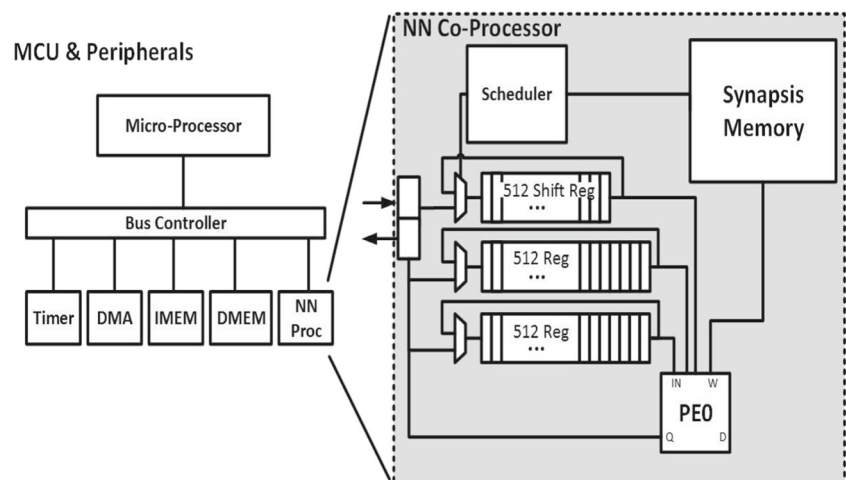 NN Co-Processor
MCU & Peripherals
Scheduler
Synapsis
Memory
Micro-Processor
512 Shift Reg
...
Bus Controller
512 Reg
...
Timer
DMA
IMEM
DMEM
NN
Proc
512 Reg
...
IN W
PE0
Q D